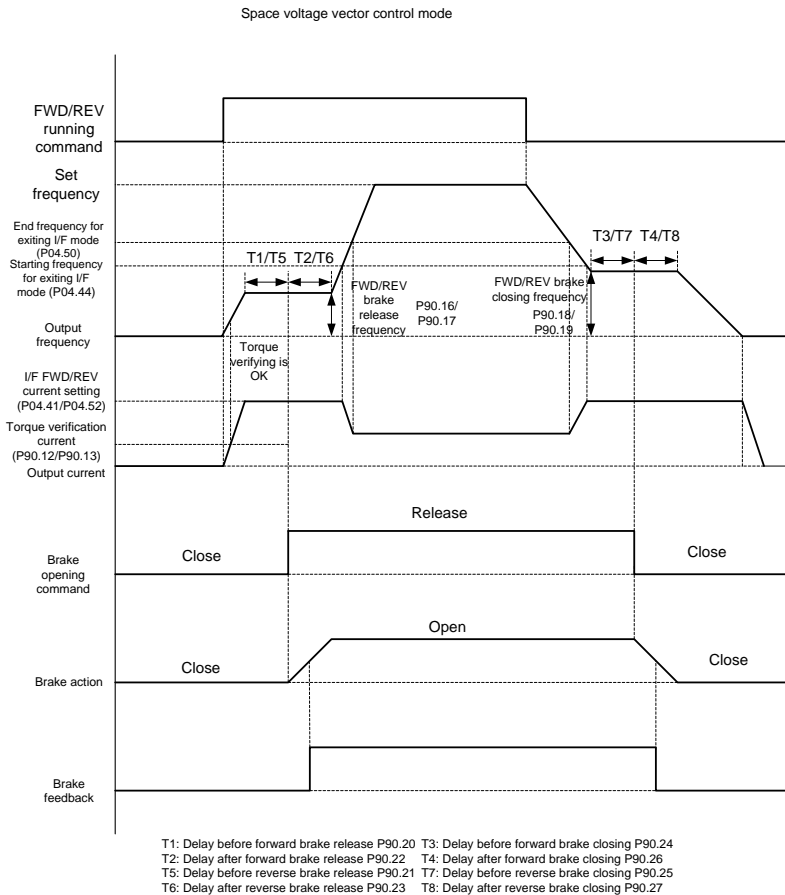 Space voltage vector control mode
FWD/REV
running
command
Set
frequency
End frequency for
exiting I/F mode
(P04.50)
Starting frequency
for exiting I/F
mode (P04.44)
T1/T5
T2/T6
T3/T7
T4/T8
FWD/REV
brake
release
frequency
P90.16/
P90.17
FWD/REV brake
closing frequency
P90.18/
P90.19
Output
frequency
Torque
verifying is
OK
I/F FWD/REV
current setting
(P04.41/P04.52)
Torque verification
current
(P90.12/P90.13)
Output current
Release
Close
Close
Brake
opening
command
Open
Close
Close
Brake action
Brake
feedback
T1: Delay before forward brake release P90.20 T3: Delay before forward brake closing P90.24
T2: Delay after forward brake release P90.22 T4: Delay after forward brake closing P90.26
T5: Delay before reverse brake release P90.21 T7: Delay before reverse brake closing P90.25
T6: Delay after reverse brake release P90.23 T8: Delay after reverse brake closing P90.27